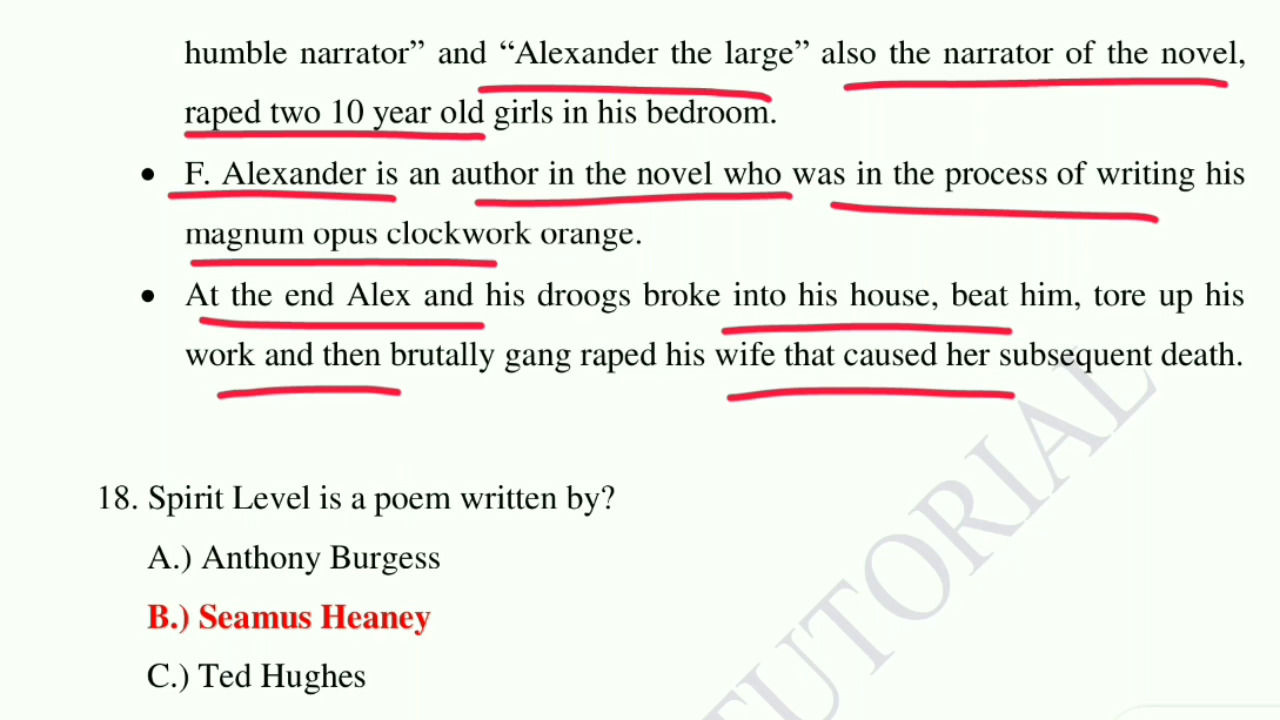 humble narrator” and “Alexander the large” also the narrator of the novel,
raped two 10 year old girls in his bedroom.
• F. Alexander is an author in the novel who was in the process of writing his
magnum opus clockwork orange.
• At the end Alex and his droogs broke into his house, beat him, tore up his
work and then brutally gang raped his wife that caused her subsequent death.
18. Spirit Level is a poem written by?
A.) Anthony Burgess
B.) Seamus Heaney
C.) Ted Hughes
TUTORIAL